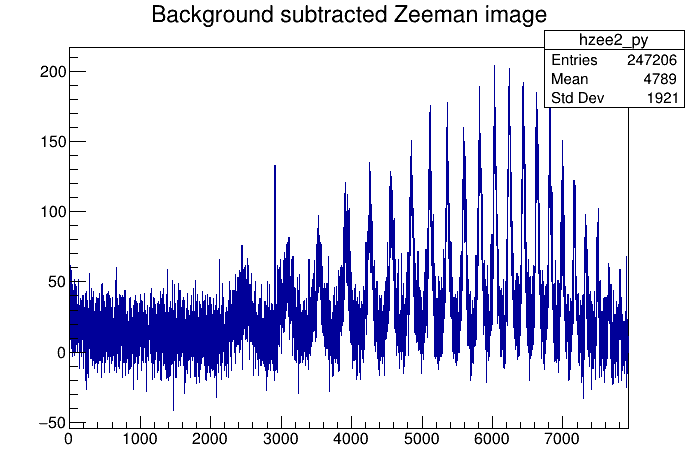 Background subtracted Zeeman image
hzee2_py
Entries 247206
Mean 4789
Std Dev 1921
200
150
100
50
0
−50
0 1000 2000 3000 4000 5000 6000 7000